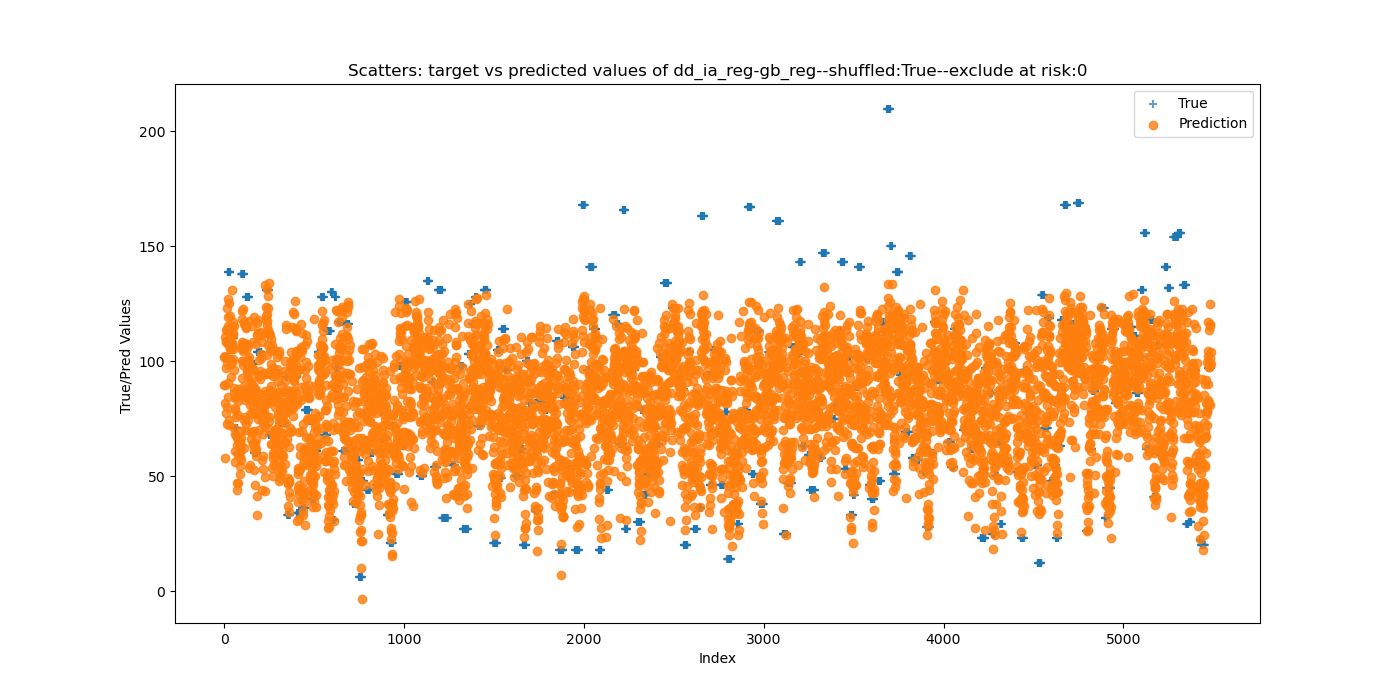 Scatters: target vs predicted values of dd_ia_reg-gb_reg--shuffled:True--exclude at risk:0
True
Prediction
True/Pred Values
200
150
100
50
0
0 1000 2000 3000 4000 5000
Index